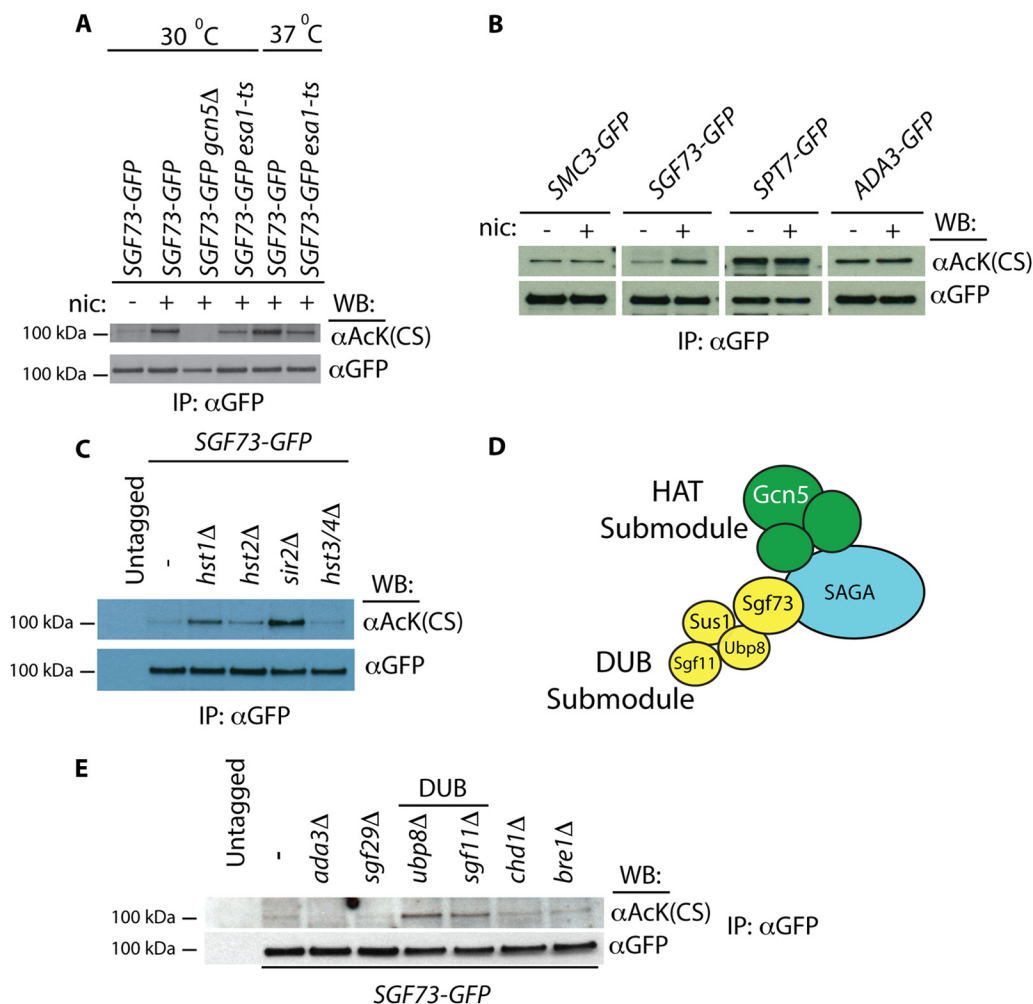 A
30 ⁰C 37 ⁰C
SGF73-GFP
SGF73-GFP
SGF73-GFP gcn5Δ
SGF73-GFP esa1-ts
SGF73-GFP
SGF73-GFP esa1-ts
nic: - + + + + + WB:
100 kDa αAcK(CS)
100 kDa αGFP
IP: αGFP
B
SMC3-GFP SGF73-GFP SPT7-GFP ADA3-GFP
nic: - + - + - + - + WB:
αAcK(CS)
αGFP
IP: αGFP
C
SGF73-GFP
Untagged - hst1Δ hst2Δ sir2Δ hst3/4Δ
WB:
100 kDa αAcK(CS)
100 kDa αGFP
IP: αGFP
D
HAT
Submodule
Gcn5
SAGA
Sgf73
Sus1
Ubp8
Sgf11
DUB
Submodule
E
DUB
Untagged - ada3Δ sgf29Δ ubp8Δ sgf11Δ chd1Δ bre1Δ
WB:
100 kDa αAcK(CS)
IP: αGFP
100 kDa αGFP
SGF73-GFP